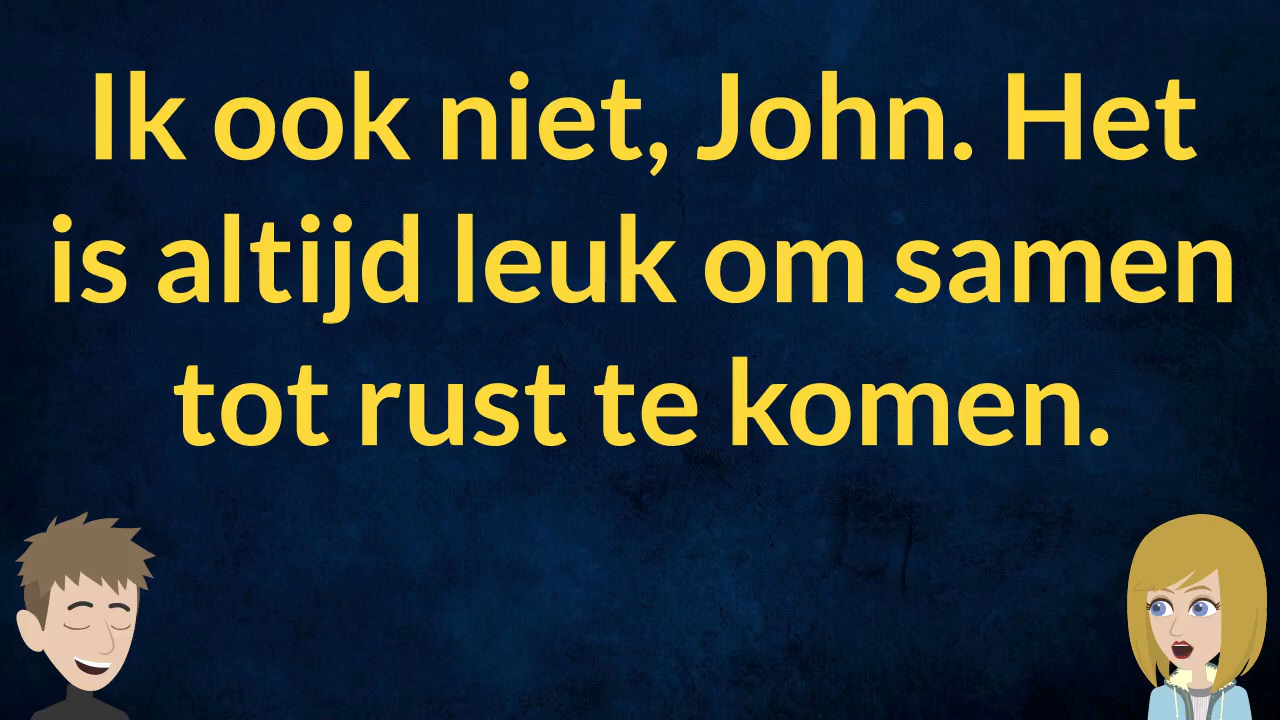 Ik ook niet, John. Het
is altijd leuk om samen
tot rust te komen.